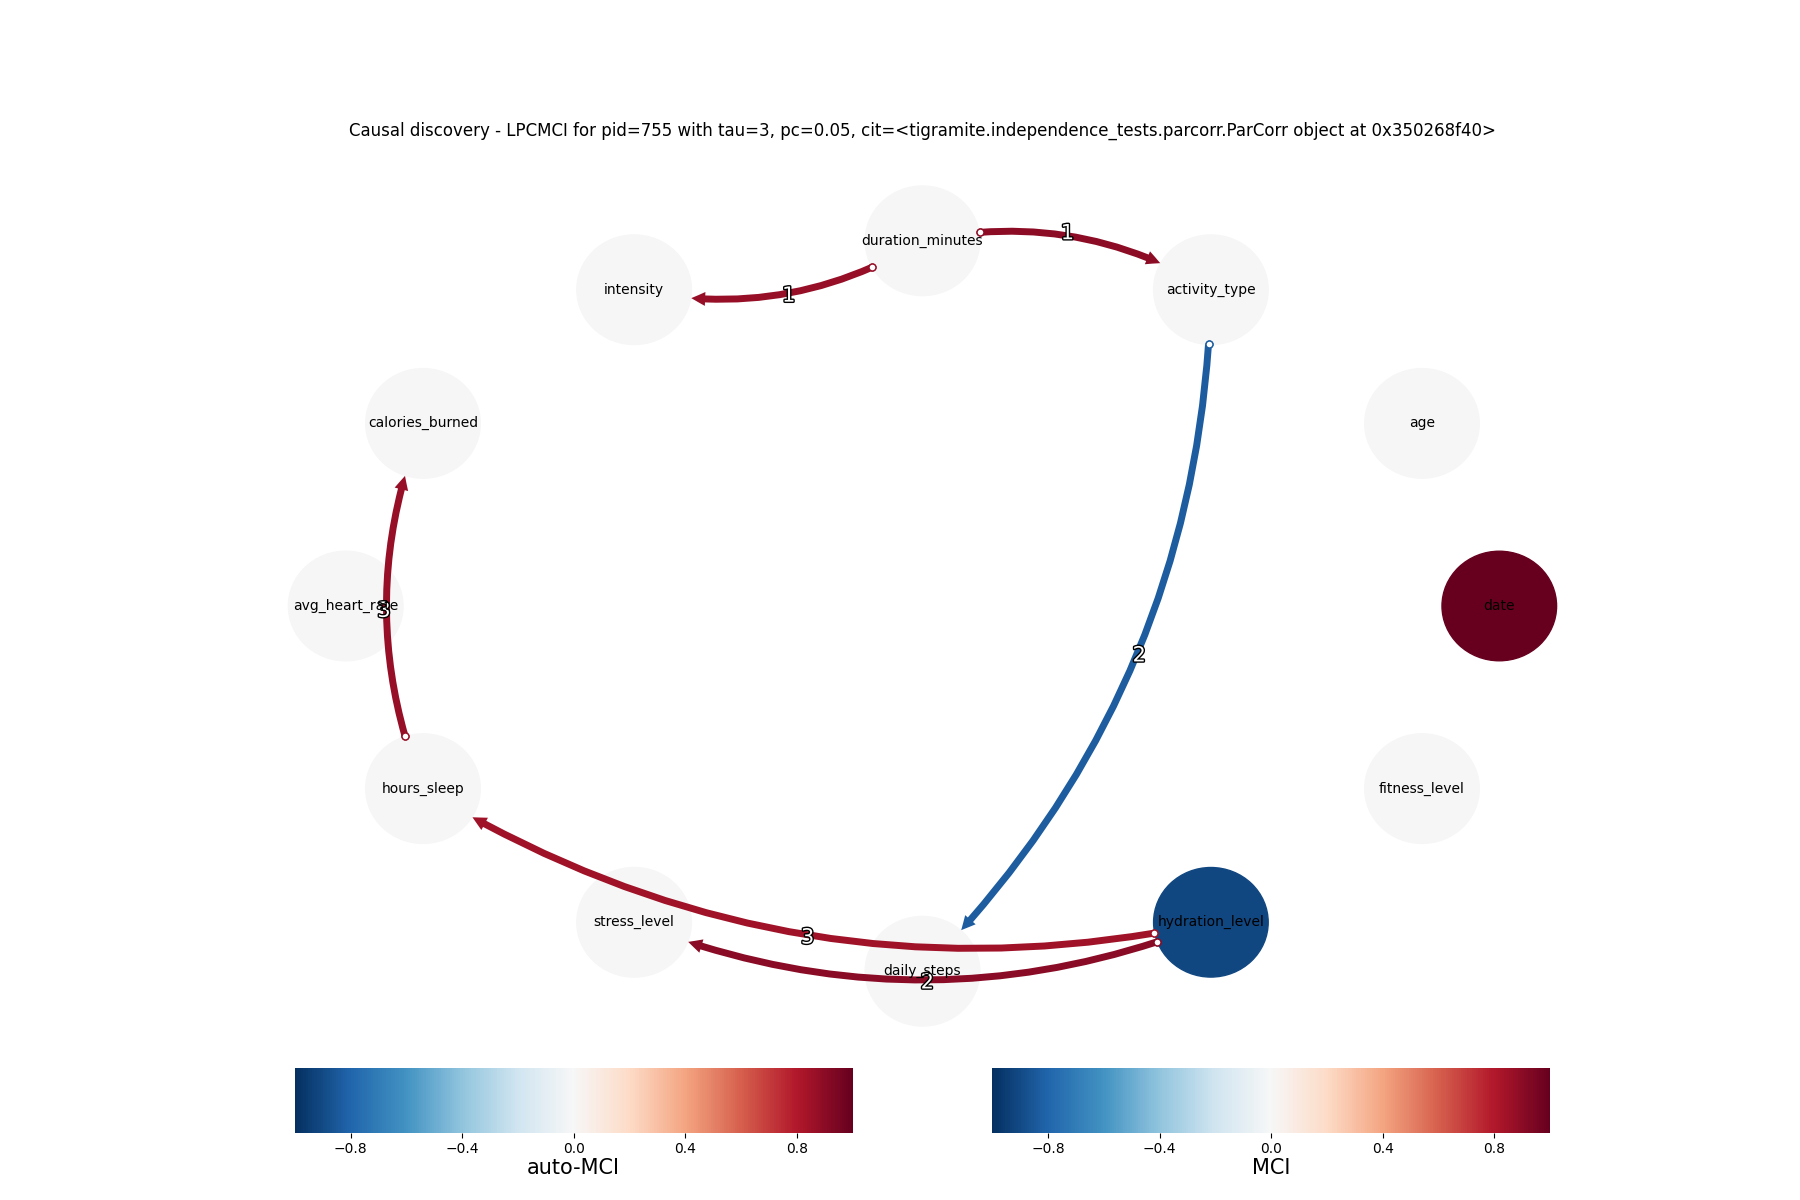 Causal discovery - LPCMCI for pid=755 with tau=3, pc=0.05, cit=<tigramite.independence_tests.parcorr.ParCorr object at 0x350268f40>
duration_minutes
1
intensity
1
activity_type
calories_burned
age
avg_heart_rate
3
date
2
hours_sleep
fitness_level
stress_level
3
hydration_level
daily_steps
2
−0.8 −0.4 0.0 0.4 0.8
auto-MCI
−0.8 −0.4 0.0 0.4 0.8
MCI